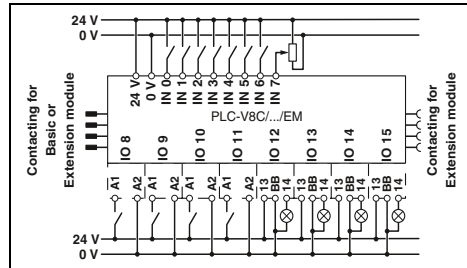 24 V
0 V
24 V
0 V
IN 0
IN 1
IN 2
IN 3
IN 4
IN 5
IN 6
IN 7
Contacting for
Basic or
Extension module
PLC-V8C/.../EM
Contacting for
Extension module
IO 8
IO 9
IO 10
IO 11
IO 12
IO 13
IO 14
IO 15
A1
A2
A1
A2
A1
A2
A1
A2
13
BB
14
13
BB
14
13
BB
14
13
BB
14
24 V
0 V